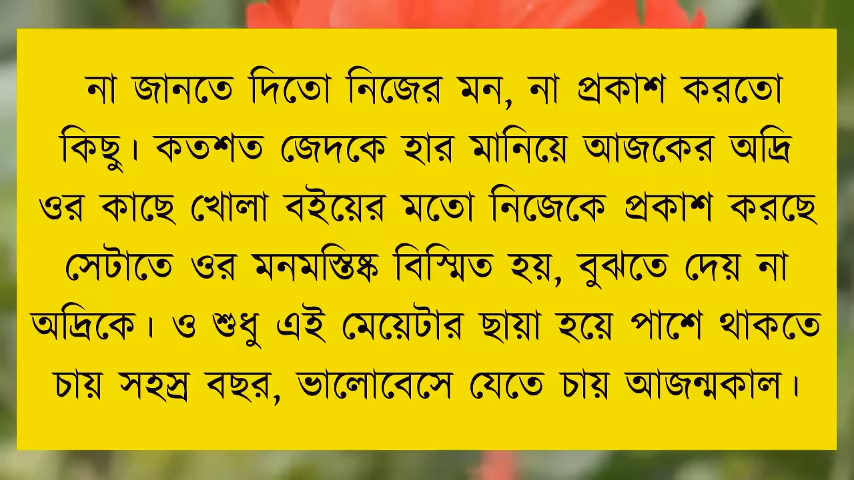 না জানতে দিতো নিজের মন, না প্রকাশ করতো
কিছু। কতশত জেদকে হার মানিয়ে আজকের অদ্রি
ওর কাছে খোলা বইয়ের মতো নিজেকে প্রকাশ করছে
সেটাতে ওর মনমস্তিষ্ক বিস্মিত হয়, বুঝতে দেয় না
অদ্রিকে। ও শুধু এই মেয়েটার ছায়া হয়ে পাশে থাকতে
চায় সহস্র বছর, ভালোবেসে যেতে চায় আজন্মকাল।